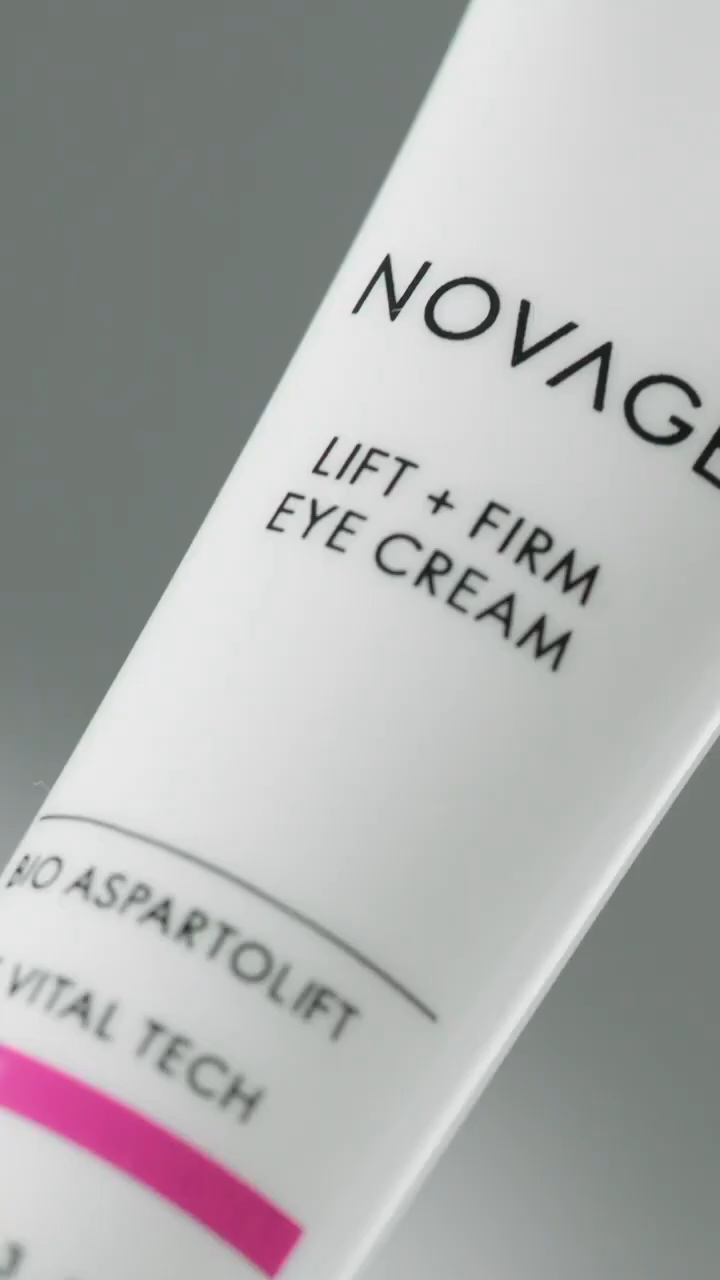 NOVAGE
LIFT + FIRM
EYE CREAM
BIO ASPARTOLIFT
VITAL TECH